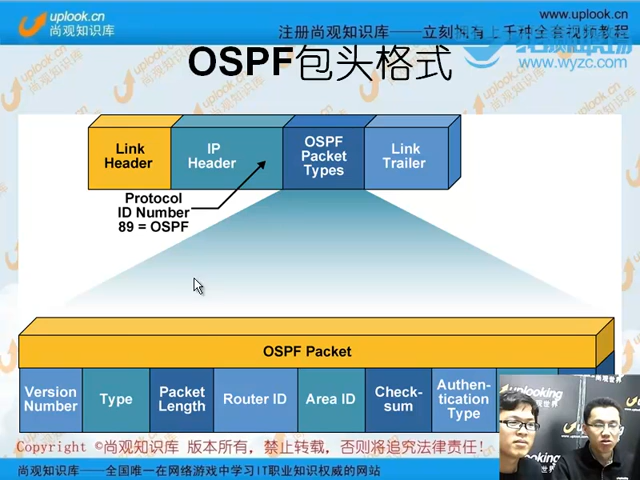 uplook.cn
尚观知识库
www.uplook.cn
注册尚观知识库——立刻拥有上千种全套视频教程
www.wyzc.com
OSPF包头格式
Link Header
IP Header
OSPF Packet Types
Link Trailer
Protocol
ID Number
89 = OSPF
OSPF Packet
Version Number
Type
Packet Length
Router ID
Area ID
Check-sum
Authen-tication Type
uplooking
Copyright ©尚观知识库 版本所有，禁止转载，否则将追究法律责任！
尚观知识库——全国唯一在网络游戏中学习IT职业知识权威的网站